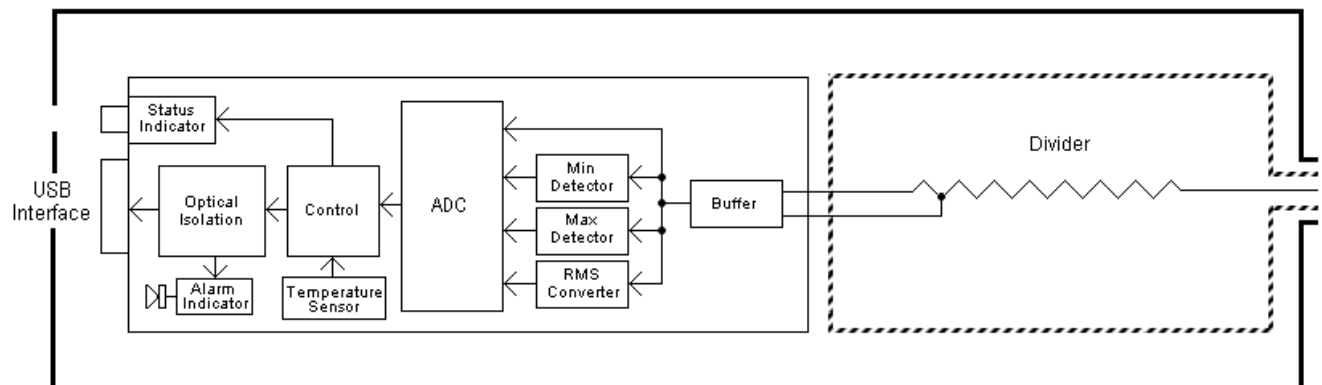 Status
Indicator
USB
Interface
Optical
Isolation
Control
Alarm
Indicator
Temperature
Sensor
ADC
Min
Detector
Max
Detector
RMS
Converter
Buffer
Divider